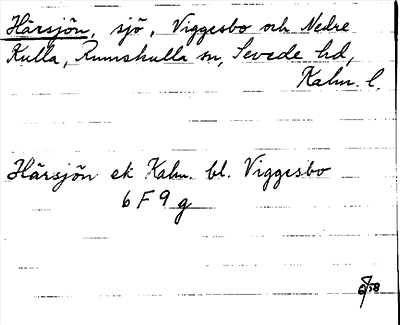 Härsjön, sjö, Viggesbo och Nedre
Kulla, Rumskulla sn, Sevede hd,
Kalm. l.
Härsjön ek Kalm. bl. Viggesbo
6 F 9 g